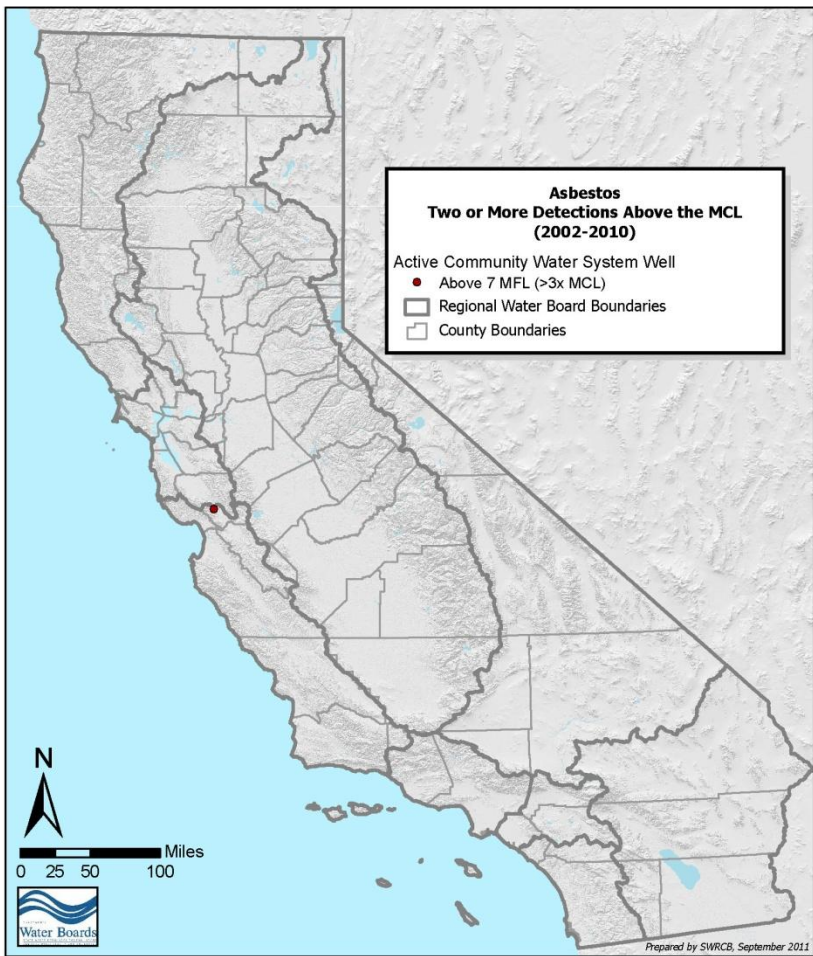 Asbestos
Two or More Detections Above the MCL
(2002-2010)
Active Community Water System Well
Above 7 MFL (>3x MCL)
Regional Water Board Boundaries
County Boundaries
N
Miles
0 25 50 100
Water Boards
Prepared by SWRCB, September 2011